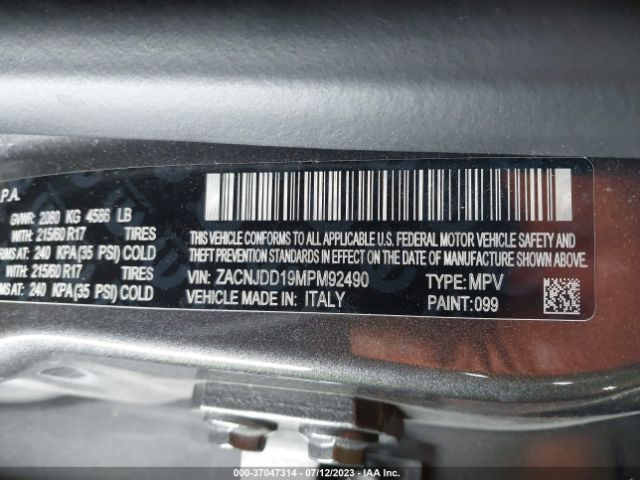 P.A.
GVWR: 2080 KG 4586 LB
WITH: 215/60 R17 TIRES
RMS AT: 240 KPA(35 PSI) COLD
WITH: 215/60 R17 TIRES
RMS AT: 240 KPA(35 PSI) COLD
THIS VEHICLE CONFORMS TO ALL APPLICABLE U.S. FEDERAL MOTOR VEHICLE SAFETY AND
THEFT PREVENTION STANDARDS IN EFFECT ON THE DATE OF MANUFACTURE SHOWN ABOVE.
VIN: ZACNJDD19MPM92490 TYPE: MPV
VEHICLE MADE IN: ITALY PAINT: 099
000-37047314 - 07/12/2023 - IAA Inc.